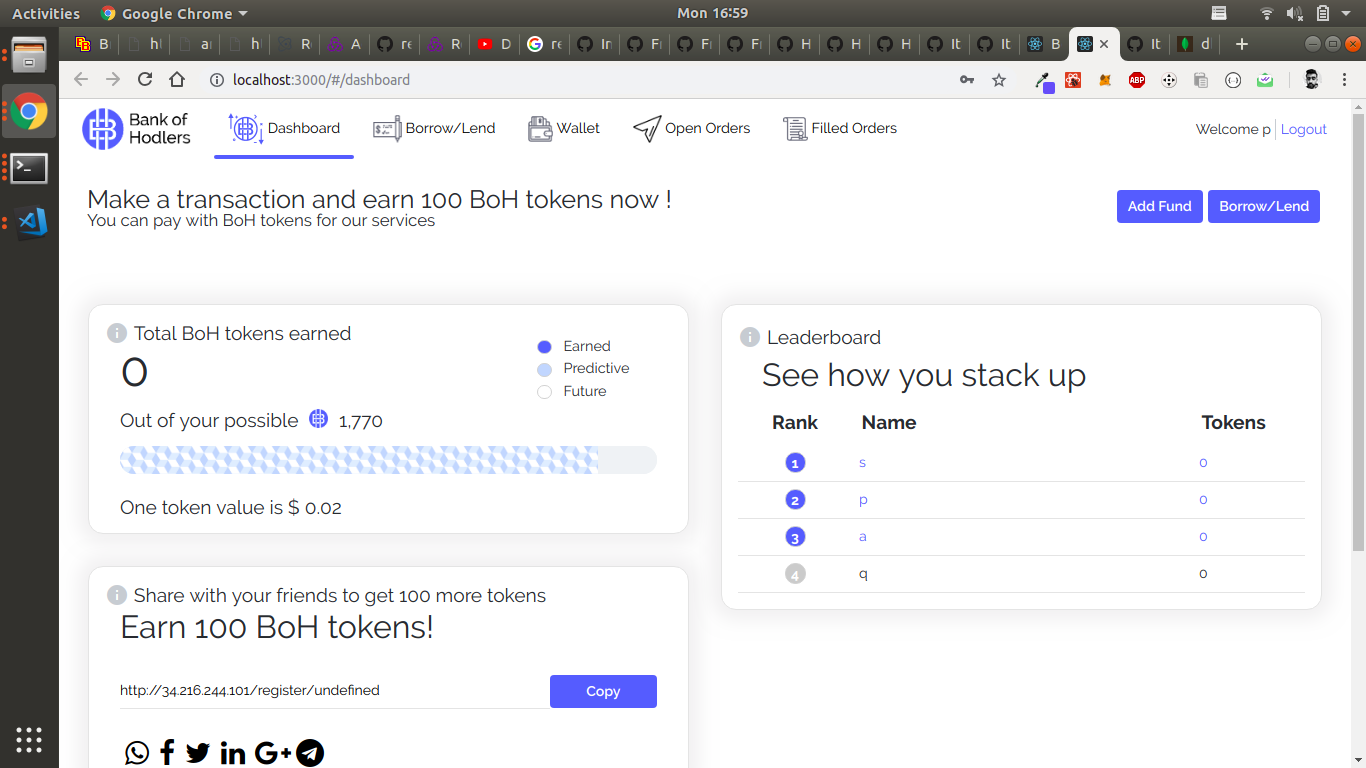 Activities
Google Chrome
Mon 16:59
B
R
A
re
R
D
re
In
Fr
Fr
Fr
H
H
H
It
It
B
It
d
localhost:3000/#/dashboard
ABP
Bank of
Hodlers
Dashboard
Borrow/Lend
Wallet
Open Orders
Filled Orders
Welcome p
Logout
Make a transaction and earn 100 BoH tokens now !
You can pay with BoH tokens for our services
Add Fund
Borrow/Lend
Total BoH tokens earned
0
Earned
Predictive
Future
Out of your possible 1,770
One token value is $ 0.02
Leaderboard
See how you stack up
Rank Name Tokens
1 s 0
2 p 0
3 a 0
4 q 0
Share with your friends to get 100 more tokens
Earn 100 BoH tokens!
http://34.216.244.101/register/undefined
Copy